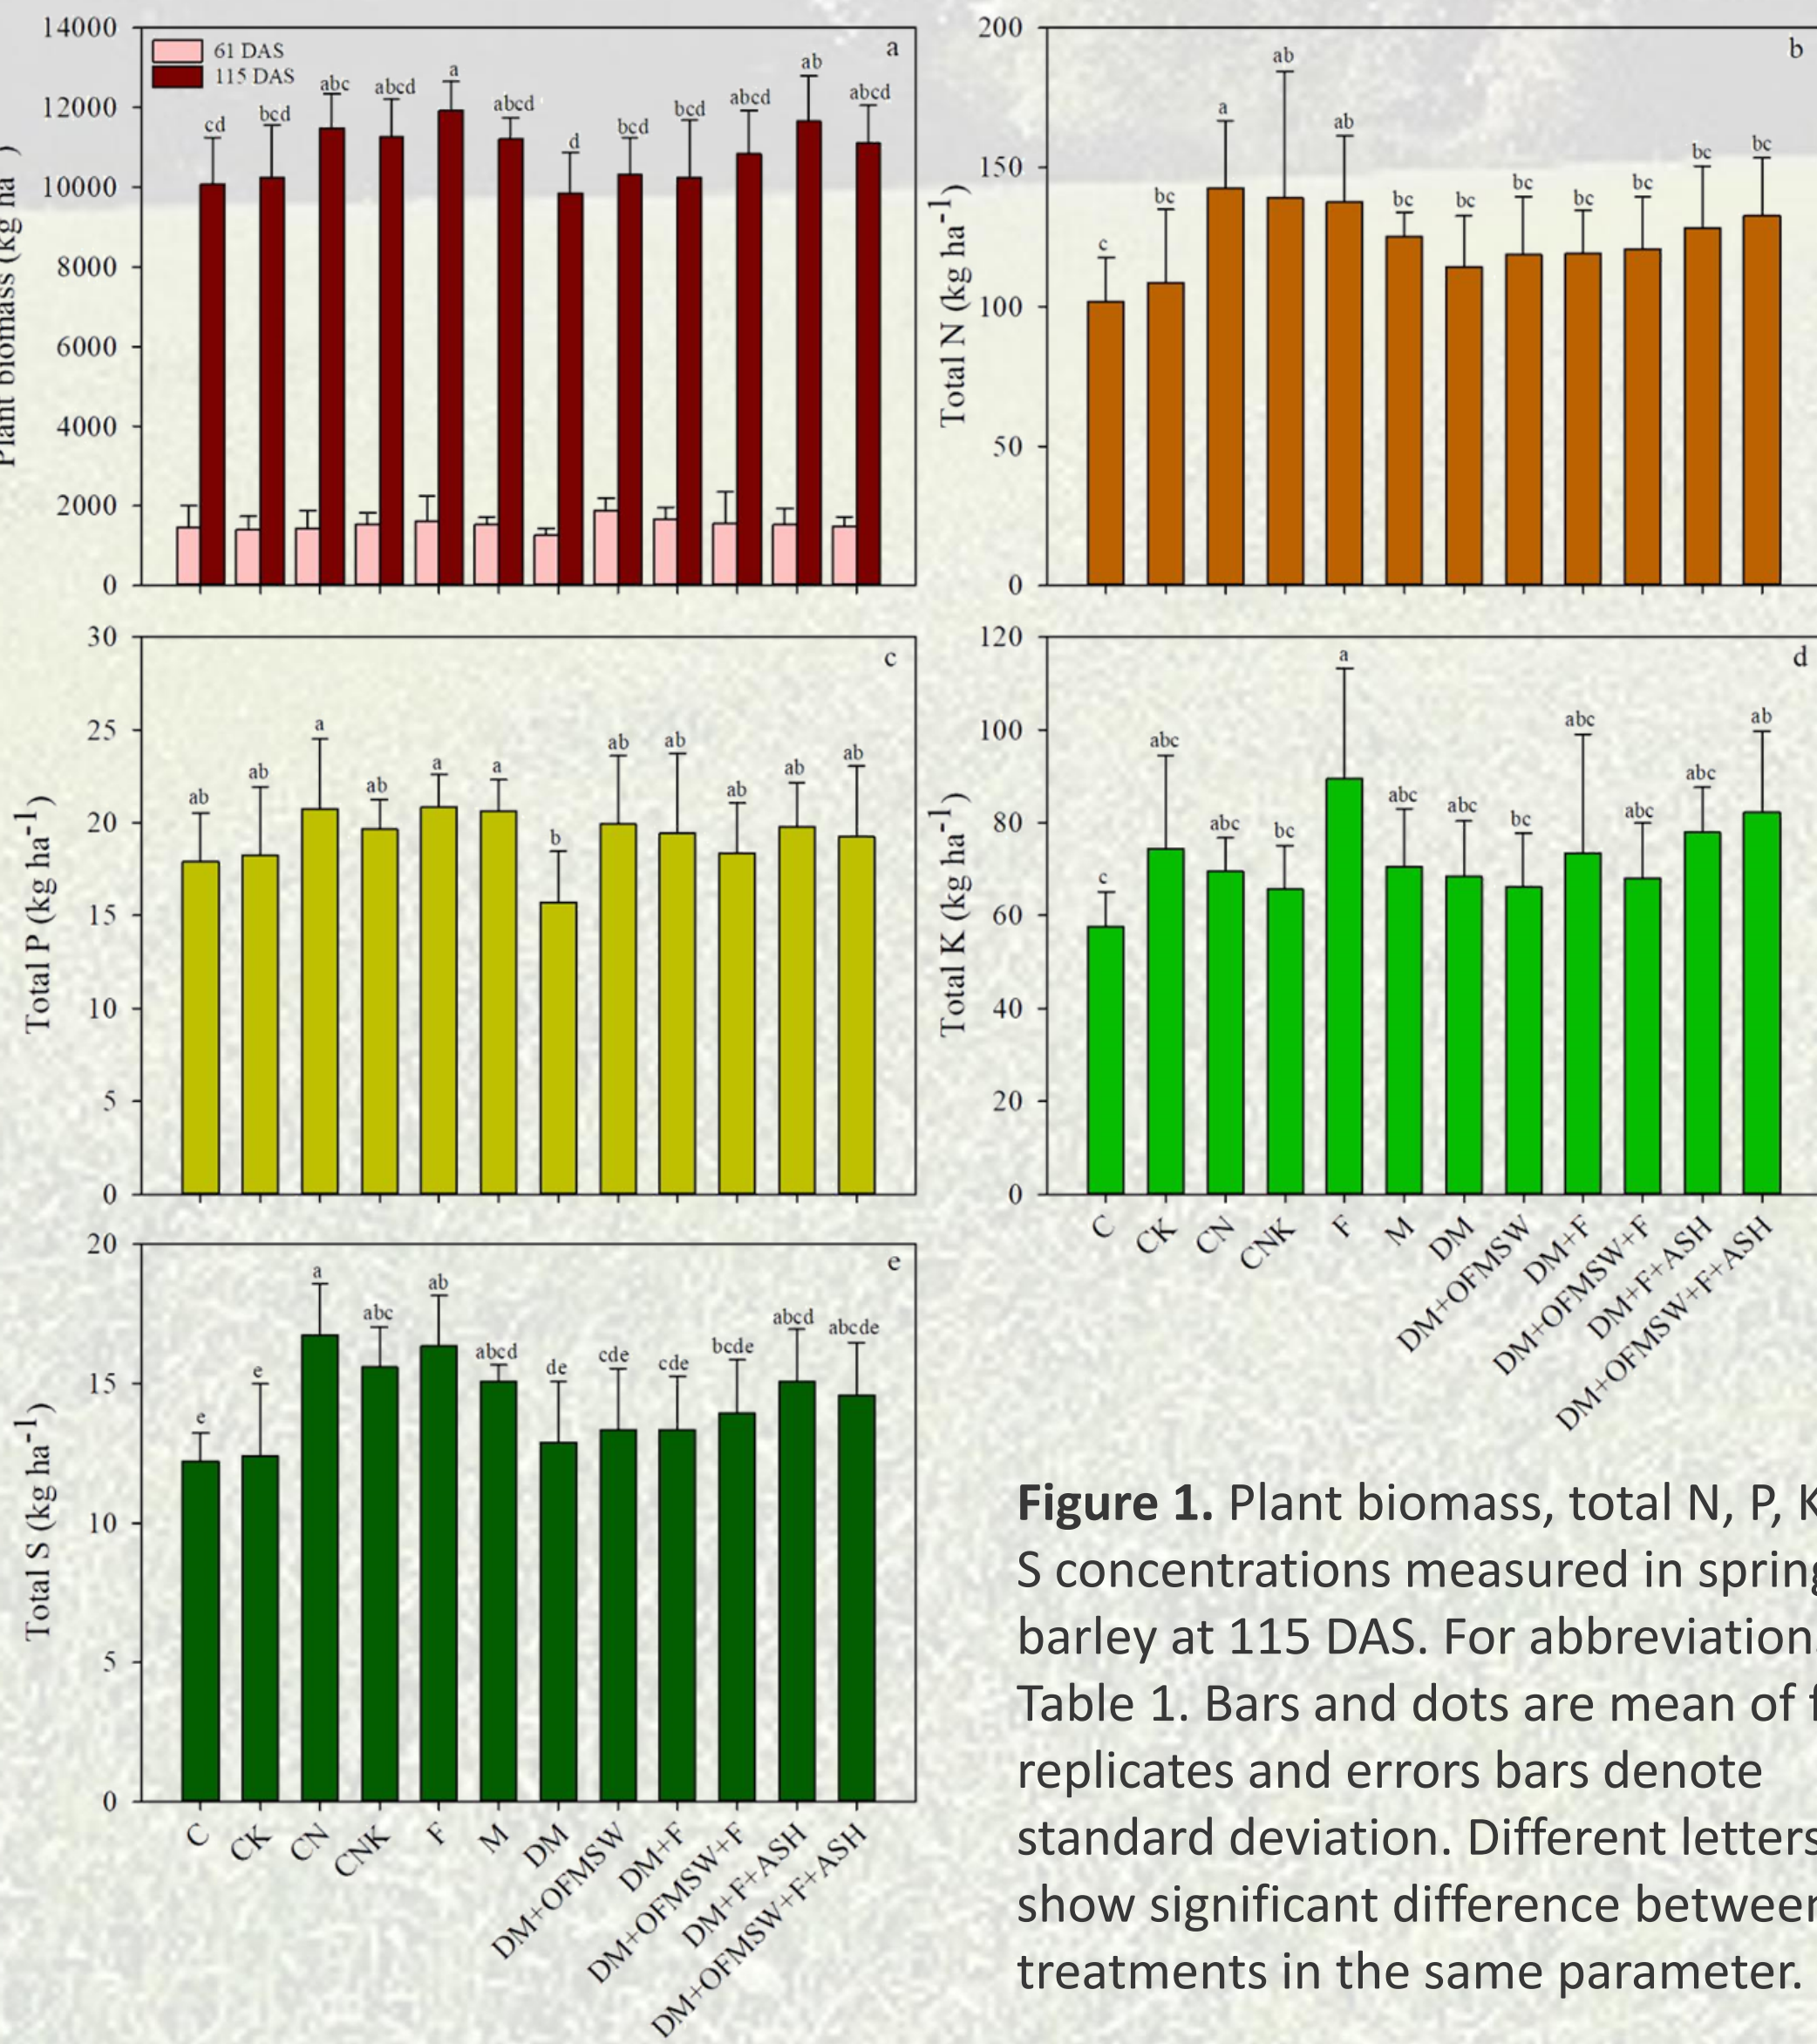 14000
12000
10000
8000
6000
4000
2000
0
Plant biomass (kg ha )
61 DAS
115 DAS
a
cd
bcd
abc
abcd
a
abcd
d
bcd
bcd
abcd
ab
abcd
200
150
100
50
0
Total N (kg ha-1)
b
c
bc
a
ab
ab
bc
bc
bc
bc
bc
bc
bc
30
25
20
15
10
5
0
Total P (kg ha-1)
c
ab
ab
a
ab
a
a
b
ab
ab
ab
ab
ab
120
100
80
60
40
20
0
Total K (kg ha-1)
d
c
abc
abc
bc
a
abc
abc
bc
abc
abc
abc
ab
C
CK
CN
CNK
F
M
DM
DM+OFMSW
DM+F
DM+OFMSW+F
DM+F+ASH
DM+OFMSW+F+ASH
20
15
10
5
0
Total S (kg ha-1)
e
e
e
a
abc
ab
abcd
de
cde
cde
bcde
abcd
abcde
C
CK
CN
CNK
F
M
DM
DM+OFMSW
DM+F
DM+OFMSW+F
DM+F+ASH
DM+OFMSW+F+ASH
Figure 1. Plant biomass, total N, P, K
S concentrations measured in spring
barley at 115 DAS. For abbreviation
Table 1. Bars and dots are mean of
replicates and errors bars denote
standard deviation. Different letters
show significant difference between
treatments in the same parameter.